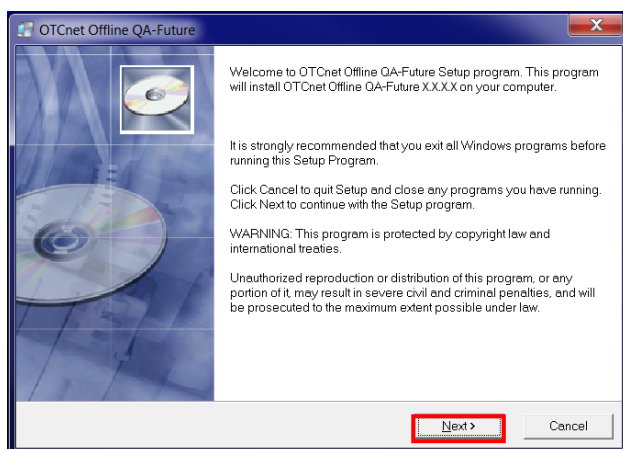 OTCnet Offline QA-Future
X
Welcome to OTCnet Offline QA-Future Setup program. This program
will install OTCnet Offline QA-Future X.X.X.X on your computer.
It is strongly recommended that you exit all Windows programs before
running this Setup Program.
Click Cancel to quit Setup and close any programs you have running.
Click Next to continue with the Setup program.
WARNING: This program is protected by copyright law and
international treaties.
Unauthorized reproduction or distribution of this program, or any
portion of it, may result in severe civil and criminal penalties, and will
be prosecuted to the maximum extent possible under law.
Next > Cancel